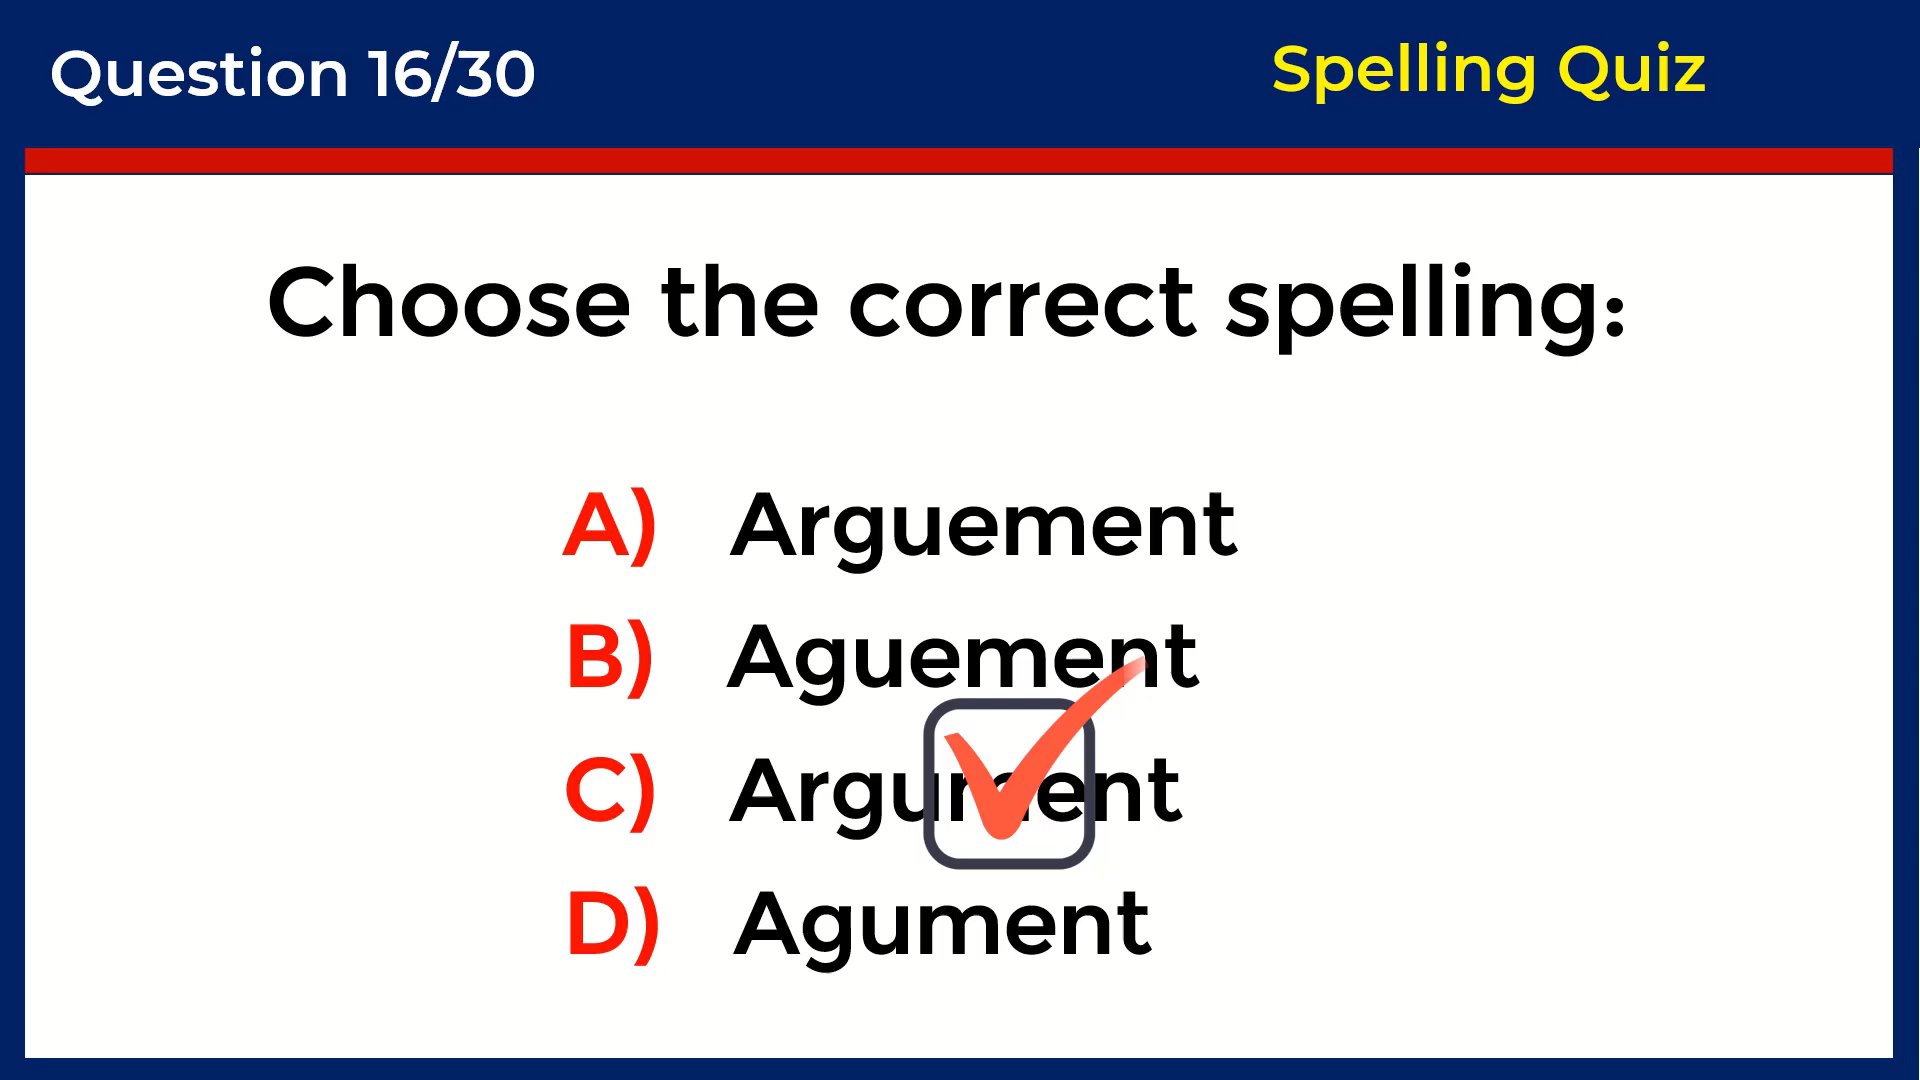 Question 16/30
Spelling Quiz
Choose the correct spelling:
A) Arguement
B) Aguement
C) Argument
D) Agument